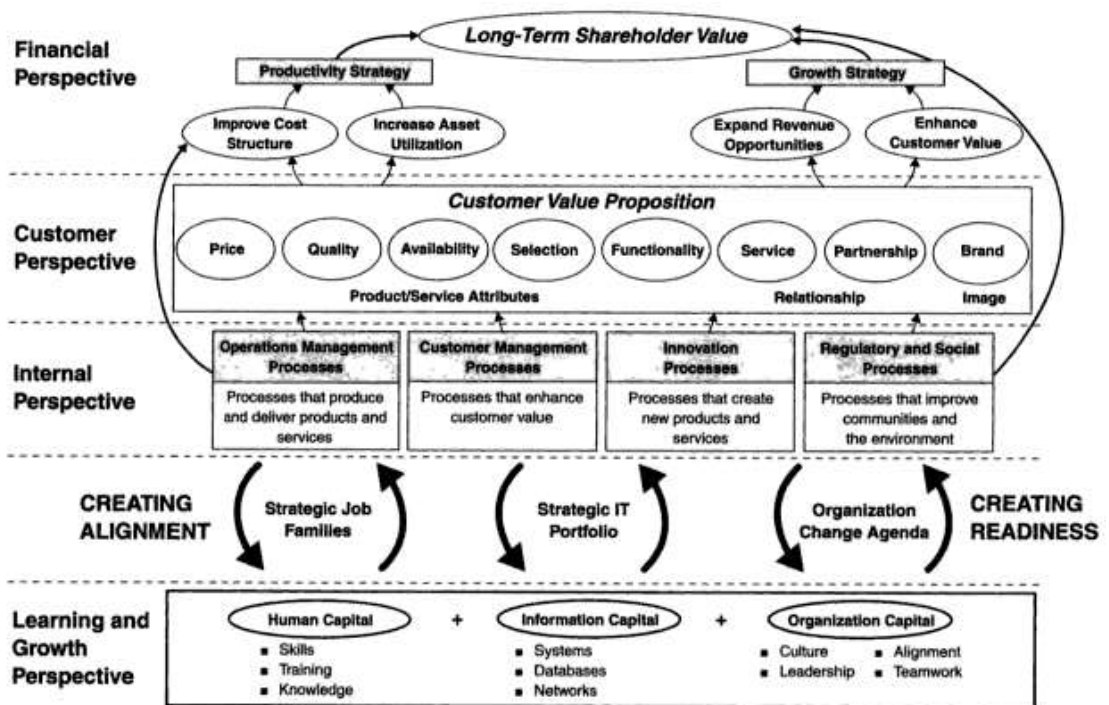 Financial
Perspective
Long-Term Shareholder Value
Productivity Strategy
Growth Strategy
Improve Cost
Structure
Increase Asset
Utilization
Expand Revenue
Opportunities
Enhance
Customer Value
Customer
Perspective
Customer Value Proposition
Price
Quality
Availability
Selection
Functionality
Service
Partnership
Brand
Product/Service Attributes
Relationship
Image
Internal
Perspective
Operations Management
Processes
Processes that produce
and deliver products and
services
Customer Management
Processes
Processes that enhance
customer value
Innovation
Processes
Processes that create
new products and
services
Regulatory and Social
Processes
Processes that improve
communities and
the environment
CREATING
ALIGNMENT
Strategic Job
Families
Strategic IT
Portfolio
Organization
Change Agenda
CREATING
READINESS
Learning and
Growth
Perspective
Human Capital
+
Information Capital
+
Organization Capital
■ Skills
■ Training
■ Knowledge
■ Systems
■ Databases
■ Networks
■ Culture
■ Leadership
■ Alignment
■ Teamwork